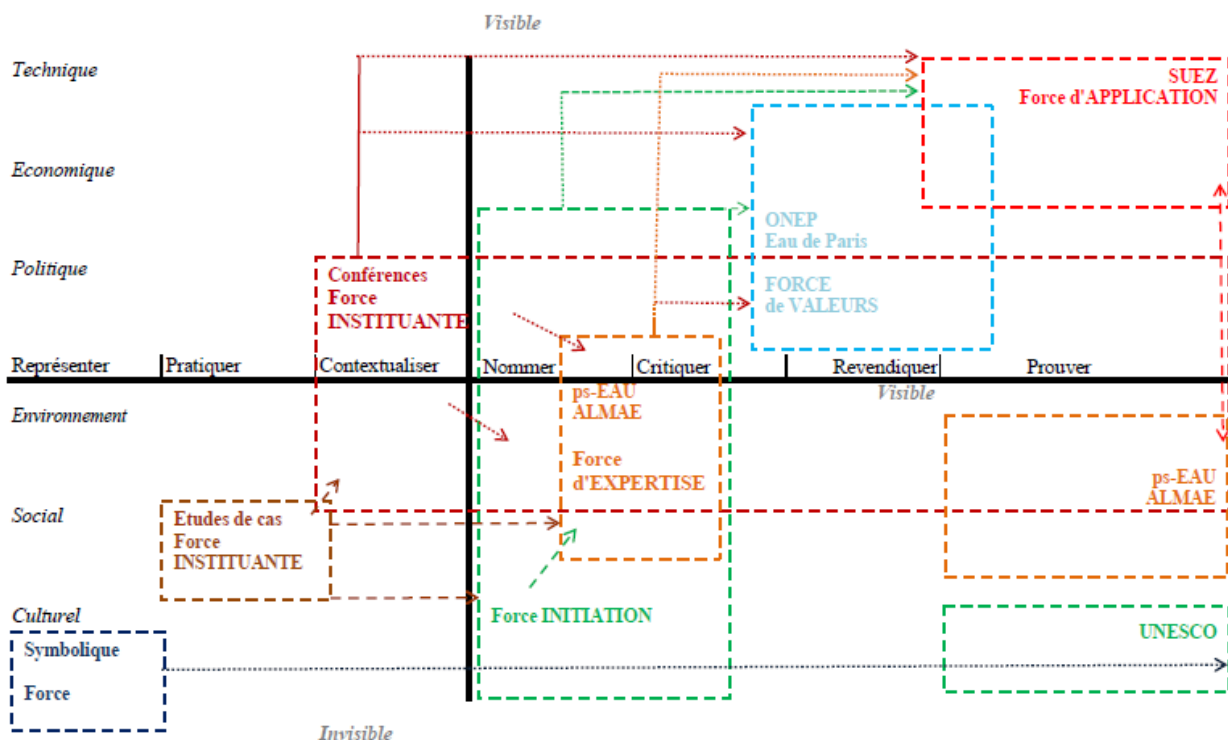 Visible
Technique
SUEZ
Force d'APPLICATION
Economique
ONEP
Eau de Paris
Politique
Conférences
Force
INSTITUANTE
FORCE
de VALEURS
Représenter
Pratiquer
Contextualiser
Nommer
Critiquer
Revendiquer
Prouver
Visible
Environnement
ps-EAU
ALMAE
Force
d'EXPERTISE
ps-EAU
ALMAE
Social
Etudes de cas
Force
INSTITUANTE
Culturel
Force INITIATION
UNESCO
Symbolique
Force
Invisible